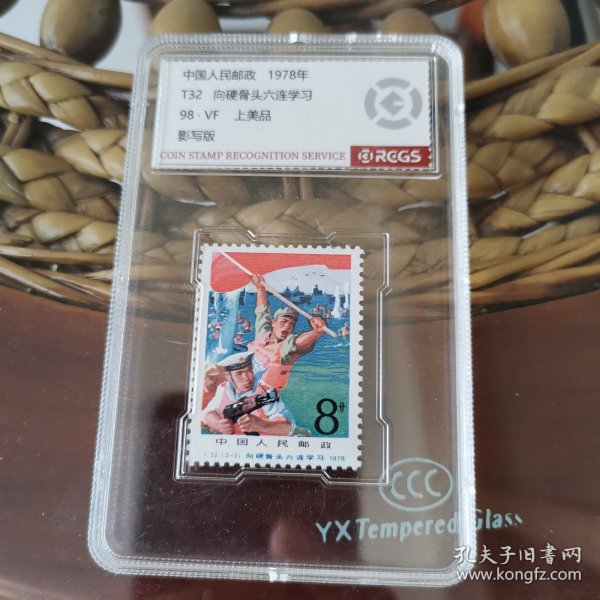 中国人民邮政 1978年
T32 向硬骨头六连学习
98 · VF 上美品
影写版
COIN STAMP RECOGNITION SERVICE
RCGS
8分
中国人民邮政
T.32.(3-3) 向硬骨头六连学习 1978
CCC
YX Tempered Glass
孔夫子旧书网
www.kongfz.com